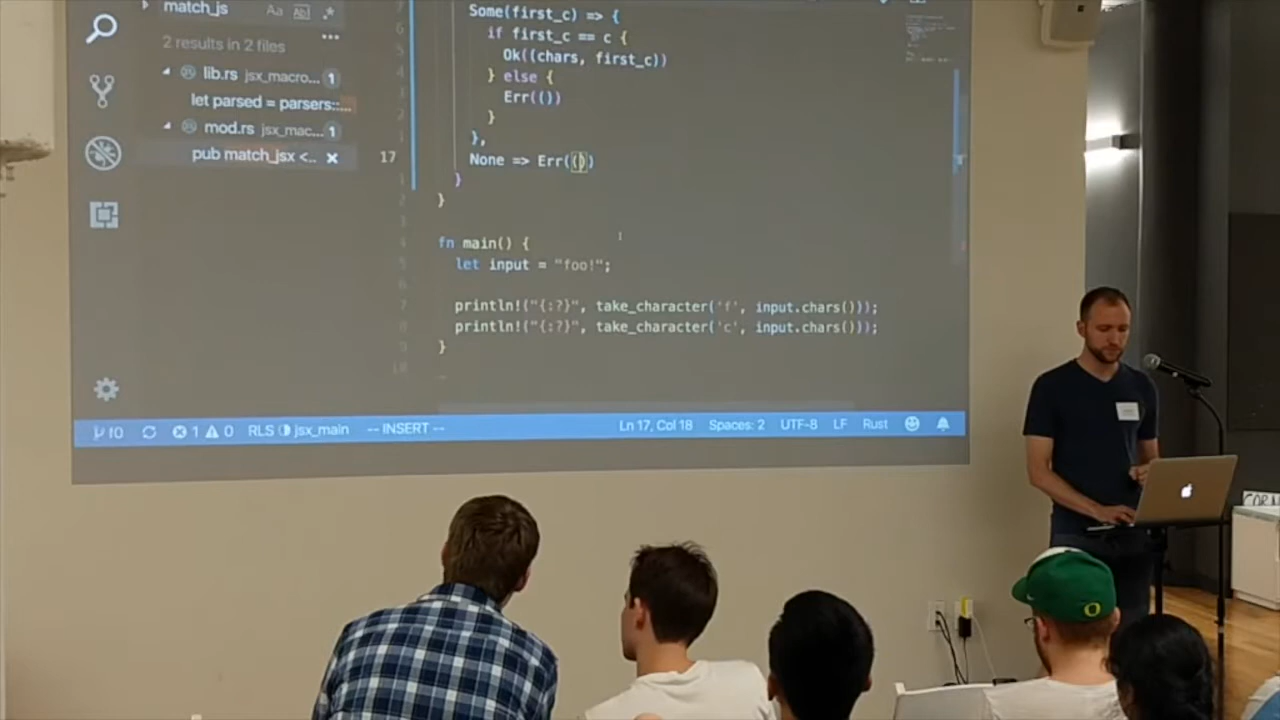 match_js
Aa Ab| .*
2 results in 2 files
lib.rs jsx_macro... 1
let parsed = parsers::...
mod.rs jsx_mac... 1
pub match_jsx <..
17
Some(first_c) => {
if first_c == c {
Ok((chars, first_c))
} else {
Err(())
}
},
None => Err(())
}
}
fn main() {
let input = "foo!";
println!("{:?}", take_character('f', input.chars()));
println!("{:?}", take_character('c', input.chars()));
}
f0 1 0 RLS jsx_main -- INSERT -- Ln 17, Col 18 Spaces: 2 UTF-8 LF Rust
O